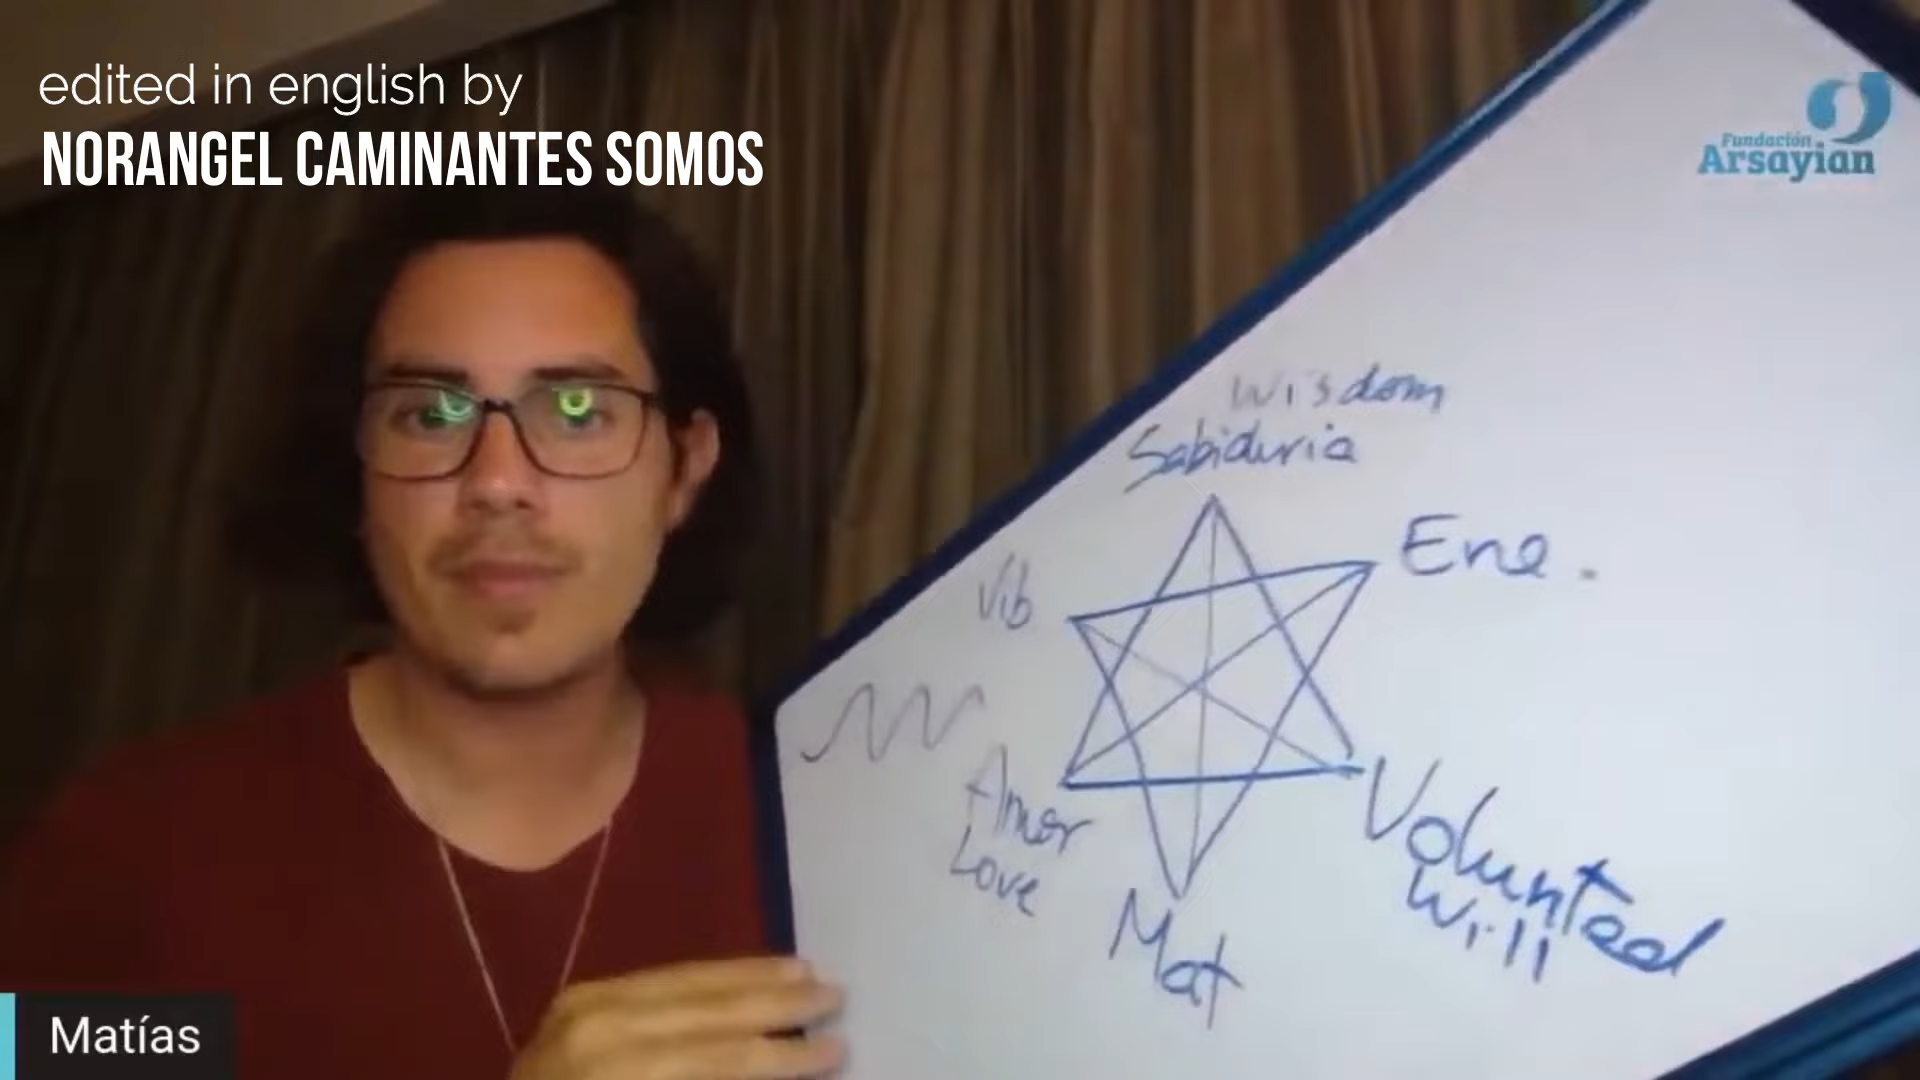 edited in english by
NORANGEL CAMINANTES SOMOS
Fundación
Arsayian
Wisdom
Sabiduria
Ene.
Vib
Amor
Love
Voluntad
Will
Mat
Matías